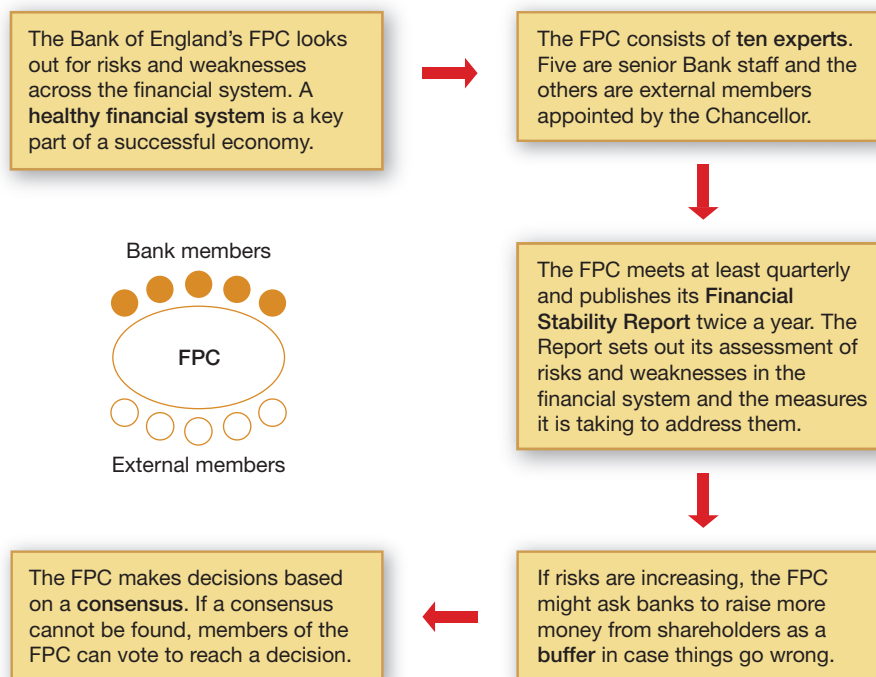 The Bank of England’s FPC looks
out for risks and weaknesses
across the financial system. A
healthy financial system is a key
part of a successful economy.
The FPC consists of ten experts.
Five are senior Bank staff and the
others are external members
appointed by the Chancellor.
The FPC meets at least quarterly
and publishes its Financial
Stability Report twice a year. The
Report sets out its assessment of
risks and weaknesses in the
financial system and the measures
it is taking to address them.
If risks are increasing, the FPC
might ask banks to raise more
money from shareholders as a
buffer in case things go wrong.
The FPC makes decisions based
on a consensus. If a consensus
cannot be found, members of the
FPC can vote to reach a decision.
Bank members
FPC
External members